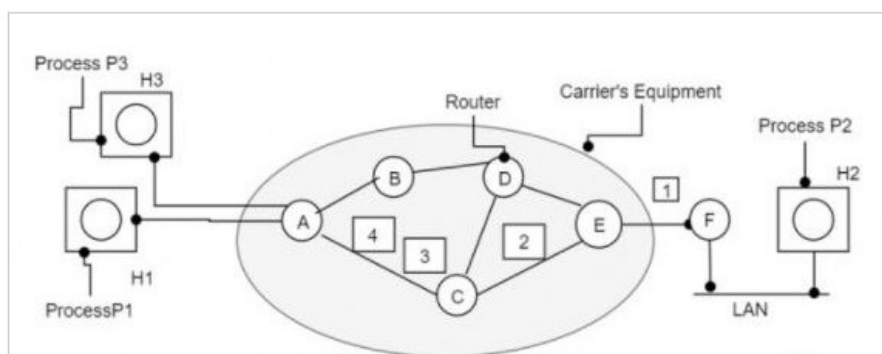 Process P3
H3
Router
Carrier's Equipment
Process P2
B
D
1
H2
A
4
3
2
E
F
C
H1
ProcessP1
LAN